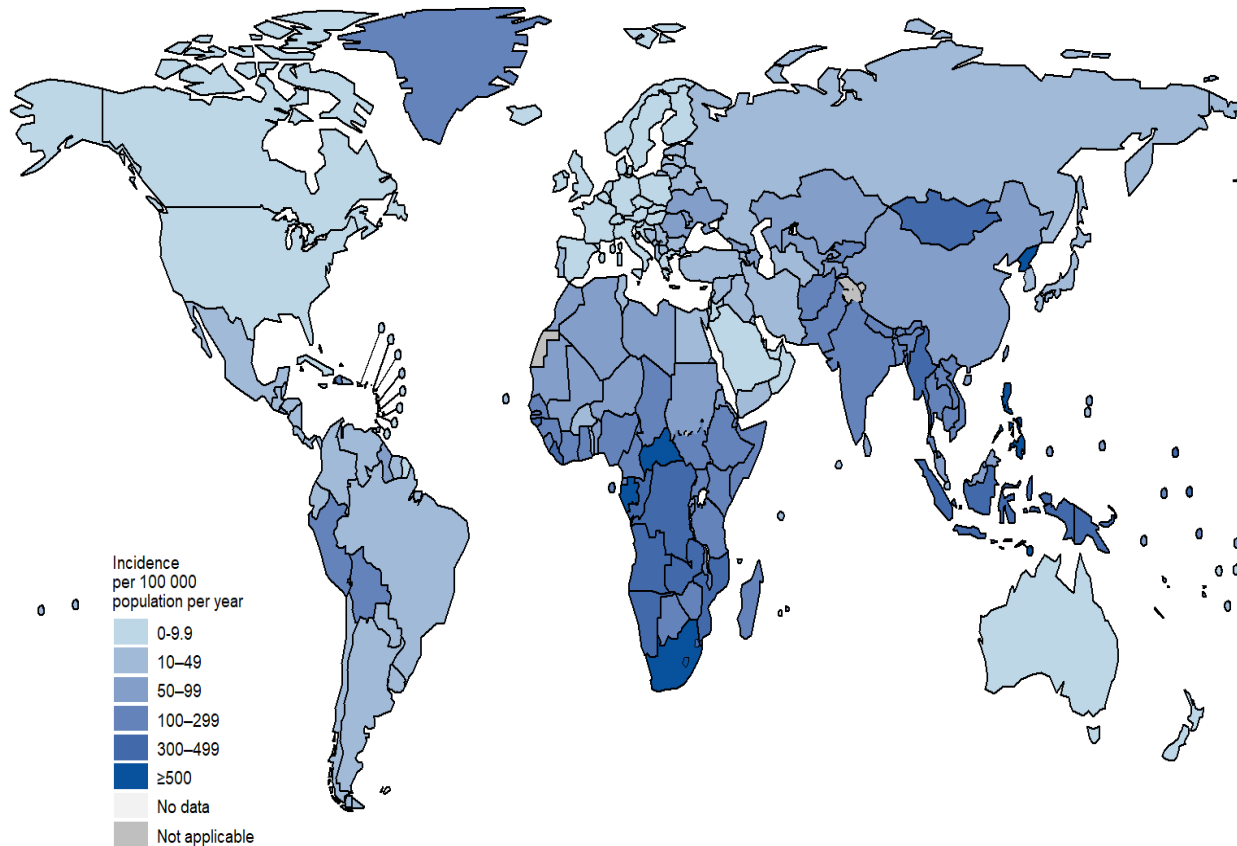 Incidence
per 100 000
population per year
0-9.9
10–49
50–99
100–299
300–499
≥500
No data
Not applicable